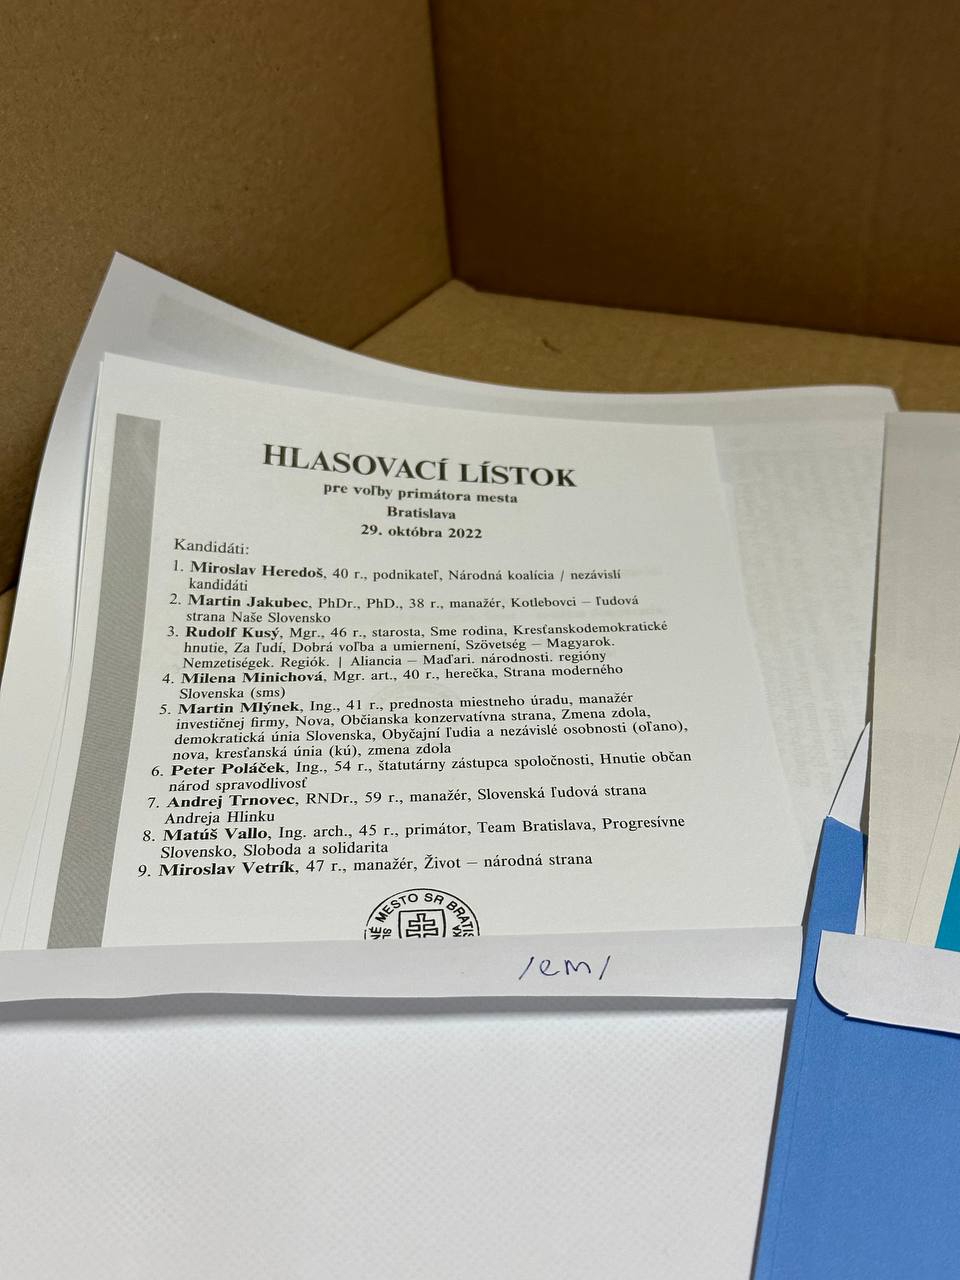 HLASOVACÍ LÍSTOK
pre voľby primátora mesta
Bratislava
29. októbra 2022
Kandidáti:
1. Miroslav Heredoš, 40 r., podnikateľ, Národná koalícia / nezávislí
kandidáti
2. Martin Jakubec, PhDr., PhD., 38 r., manažér, Kotlebovci – ľudová
strana Naše Slovensko
3. Rudolf Kusý, Mgr., 46 r., starosta, Sme rodina, Kresťanskodemokratické
hnutie, Za ľudí, Dobrá voľba a umiernení, Szövetség – Magyarok.
Nemzetiségek. Regiók. | Aliancia – Maďari. národnosti. regióny
4. Milena Minichová, Mgr. art., 40 r., herečka, Strana moderného
Slovenska (sms)
5. Martin Mlýnek, Ing., 41 r., prednosta miestneho úradu, manažér
investičnej firmy, Nova, Občianska konzervatívna strana, Zmena zdola,
demokratická únia Slovenska, Obyčajní ľudia a nezávislé osobnosti (oľano),
nova, kresťanská únia (kú), zmena zdola
6. Peter Poláček, Ing., 54 r., štatutárny zástupca spoločnosti, Hnutie občan
národ spravodlivosť
7. Andrej Trnovec, RNDr., 59 r., manažér, Slovenská ľudová strana
Andreja Hlinku
8. Matúš Vallo, Ing. arch., 45 r., primátor, Team Bratislava, Progresívne
Slovensko, Sloboda a solidarita
9. Miroslav Vetrík, 47 r., manažér, Život – národná strana
MESTO SR